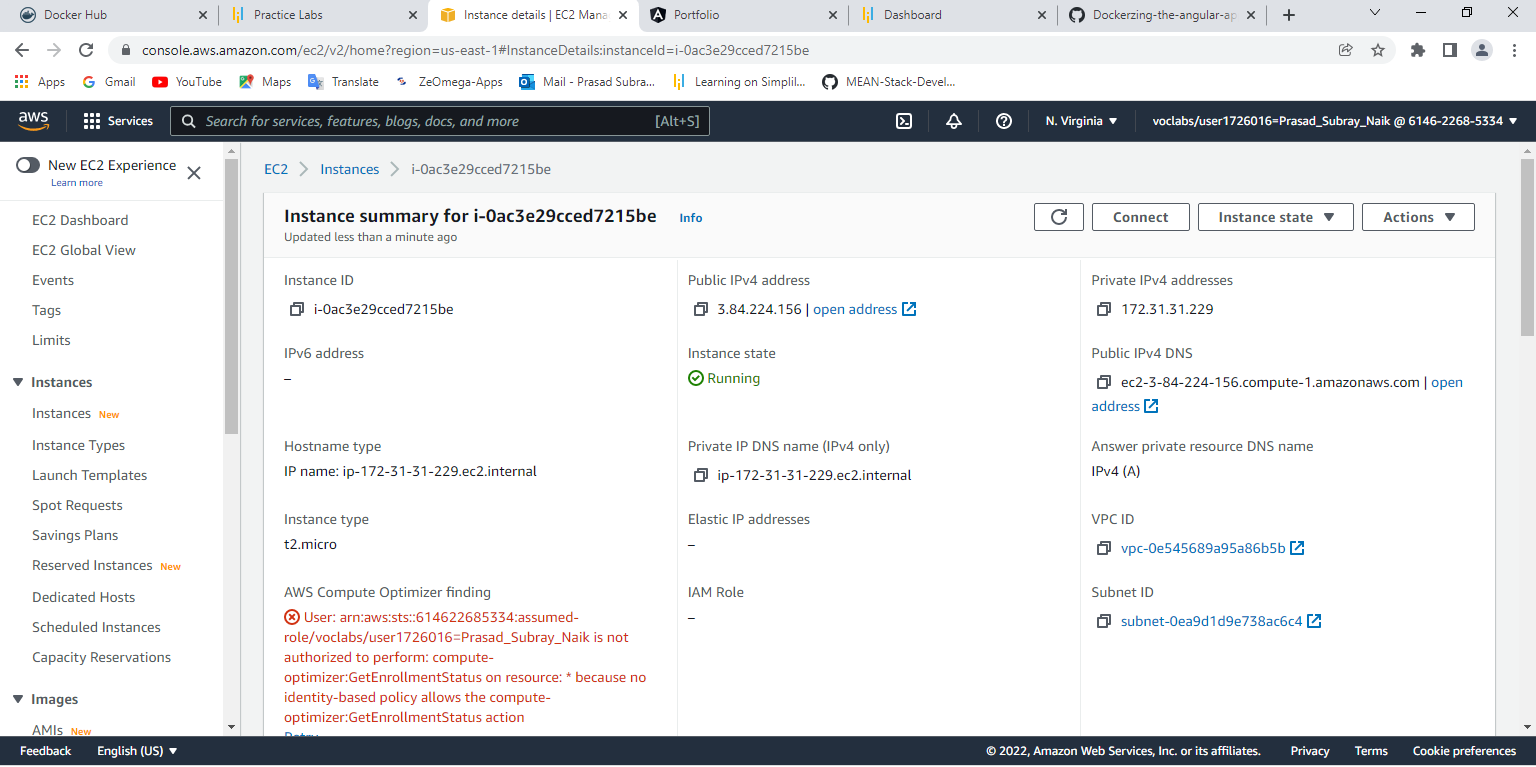 Docker Hub
Practice Labs
Instance details | EC2 Mana
Portfolio
Dashboard
Dockerzing-the-angular-ap
console.aws.amazon.com/ec2/v2/home?region=us-east-1#InstanceDetails:instanceId=i-0ac3e29cced7215be
Apps
Gmail
YouTube
Maps
Translate
ZeOmega-Apps
Mail - Prasad Subra...
Learning on Simplil...
MEAN-Stack-Devel...
aws
Services
Search for services, features, blogs, docs, and more
[Alt+S]
N. Virginia
voclabs/user1726016=Prasad_Subray_Naik @ 6146-2268-5334
New EC2 Experience
Learn more
EC2 Dashboard
EC2 Global View
Events
Tags
Limits
Instances
Instances New
Instance Types
Launch Templates
Spot Requests
Savings Plans
Reserved Instances New
Dedicated Hosts
Scheduled Instances
Capacity Reservations
Images
AMIs New
EC2
Instances
i-0ac3e29cced7215be
Instance summary for i-0ac3e29cced7215be Info
Updated less than a minute ago
Connect
Instance state
Actions
Instance ID
i-0ac3e29cced7215be
Public IPv4 address
3.84.224.156 | open address
Private IPv4 addresses
172.31.31.229
IPv6 address
–
Instance state
Running
Public IPv4 DNS
ec2-3-84-224-156.compute-1.amazonaws.com | open
address
Hostname type
IP name: ip-172-31-31-229.ec2.internal
Private IP DNS name (IPv4 only)
ip-172-31-31-229.ec2.internal
Answer private resource DNS name
IPv4 (A)
Instance type
t2.micro
Elastic IP addresses
–
VPC ID
vpc-0e545689a95a86b5b
AWS Compute Optimizer finding
User: arn:aws:sts::614622685334:assumed-
role/voclabs/user1726016=Prasad_Subray_Naik is not
authorized to perform: compute-
optimizer:GetEnrollmentStatus on resource: * because no
identity-based policy allows the compute-
optimizer:GetEnrollmentStatus action
Retry
IAM Role
–
Subnet ID
subnet-0ea9d1d9e738ac6c4
Feedback
English (US)
© 2022, Amazon Web Services, Inc. or its affiliates.
Privacy
Terms
Cookie preferences